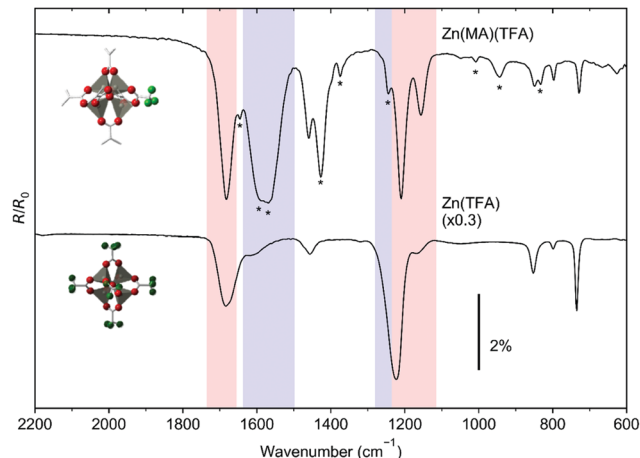 Zn(MA)(TFA)
* * * * * * * * *
R/R0
Zn(TFA)
(x0.3)
2%
2200 2000 1800 1600 1400 1200 1000 800 600
Wavenumber (cm⁻¹)